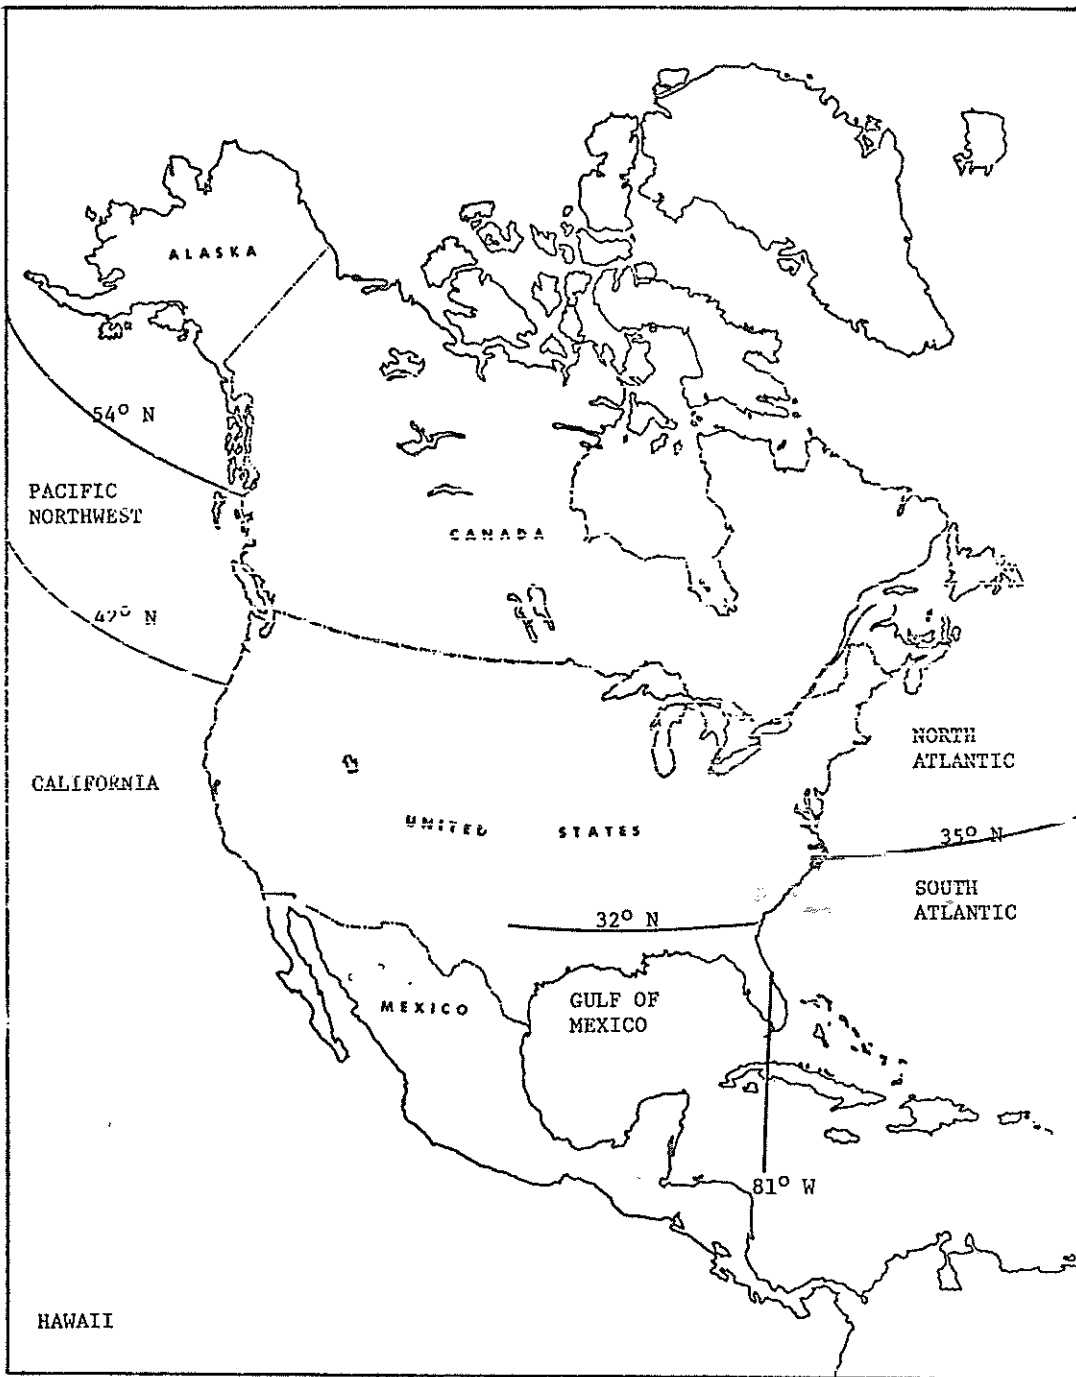 ALASKA
54° N
PACIFIC
NORTHWEST
CANADA
42° N
NORTH
ATLANTIC
CALIFORNIA
UNITED STATES
35° N
SOUTH
ATLANTIC
32° N
GULF OF
MEXICO
MEXICO
81° W
HAWAII